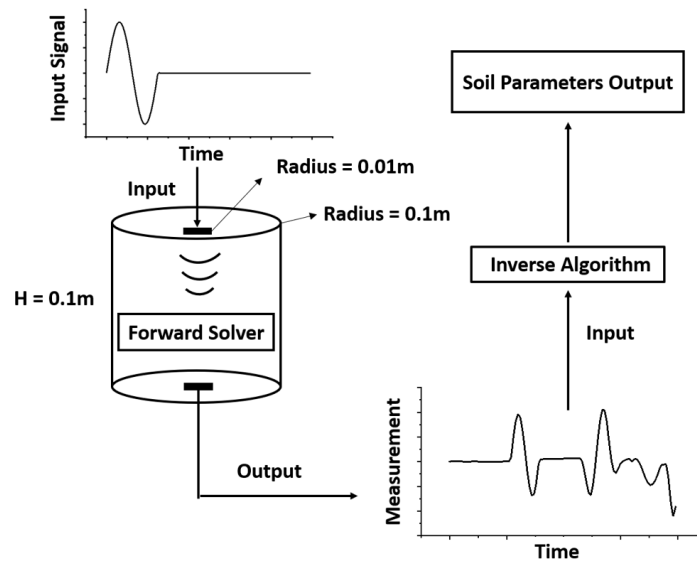 Input Signal
Time
Input
Radius = 0.01m
Radius = 0.1m
H = 0.1m
Forward Solver
Output
Soil Parameters Output
Inverse Algorithm
Input
Measurement
Time